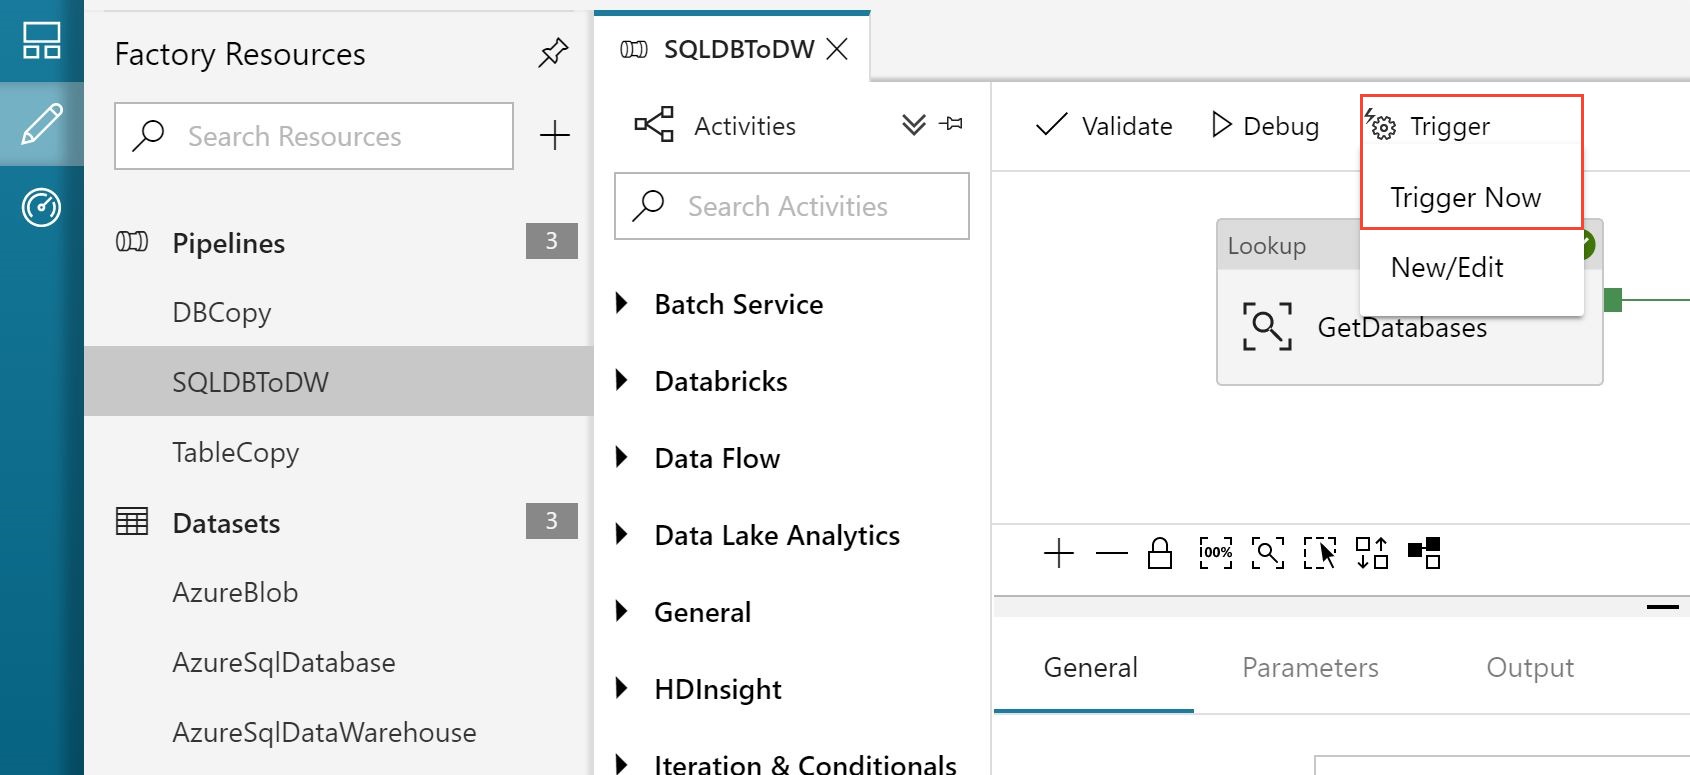 Factory Resources
Search Resources
Pipelines 3
DBCopy
SQLDBToDW
TableCopy
Datasets 3
AzureBlob
AzureSqlDatabase
AzureSqlDataWarehouse
SQLDBToDW
Activities
Search Activities
Batch Service
Databricks
Data Flow
Data Lake Analytics
General
HDInsight
Iteration & Conditionals
Validate Debug Trigger
Trigger Now
New/Edit
Lookup
GetDatabases
100%
General Parameters Output